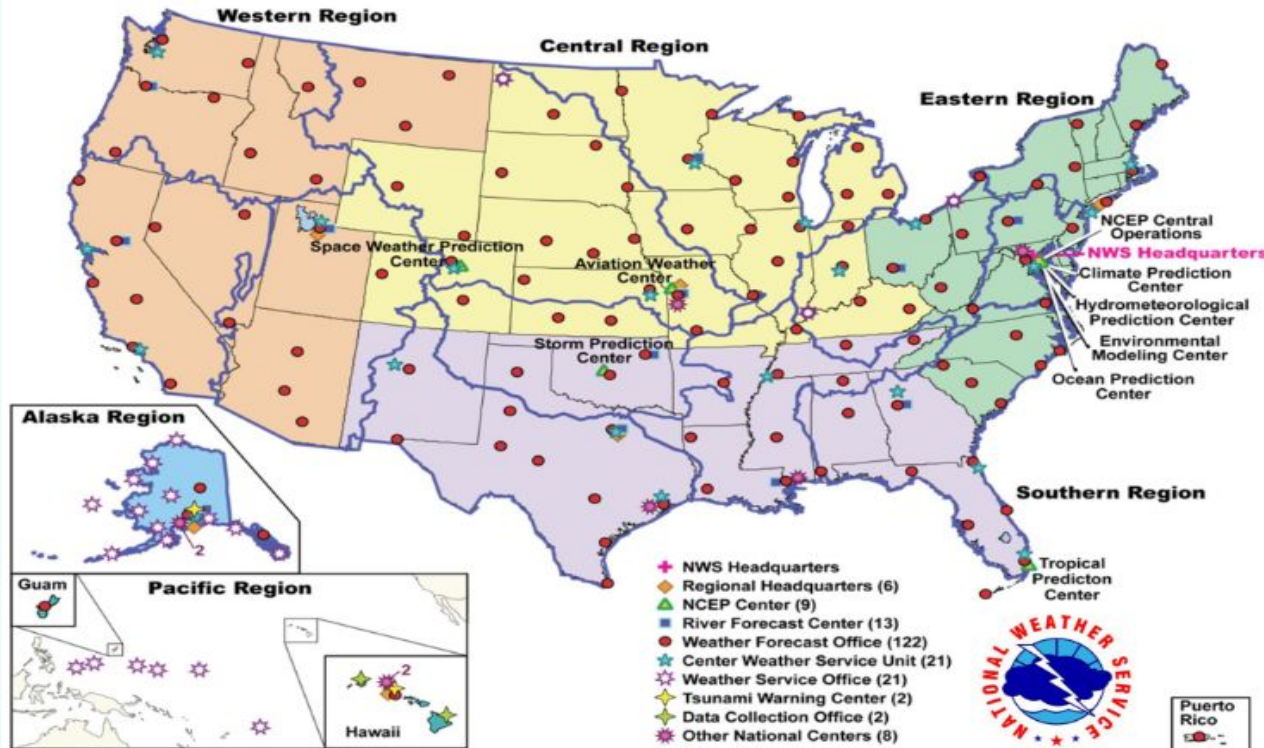 Western Region
Central Region
Eastern Region
NCEP Central
Operations
NWS Headquarters
Climate Prediction
Center
Hydrometeorological
Prediction Center
Environmental
Modeling Center
Ocean Prediction
Center
Space Weather Prediction
Center
Aviation Weather
Center
Storm Prediction
Center
Alaska Region
2
Southern Region
Tropical
Predicton
Center
Guam
Pacific Region
2
Hawaii
NWS Headquarters
Regional Headquarters (6)
NCEP Center (9)
River Forecast Center (13)
Weather Forecast Office (122)
Center Weather Service Unit (21)
Weather Service Office (21)
Tsunami Warning Center (2)
Data Collection Office (2)
Other National Centers (8)
NATIONAL WEATHER SERVICE
Puerto
Rico